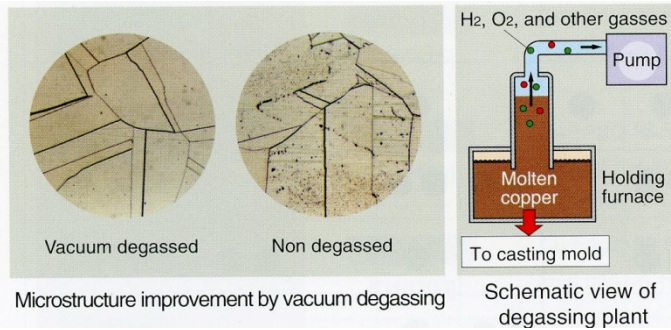 Vacuum degassed
Non degassed
Microstructure improvement by vacuum degassing
H2, O2, and other gasses
Pump
Molten
copper
Holding
furnace
To casting mold
Schematic view of
degassing plant